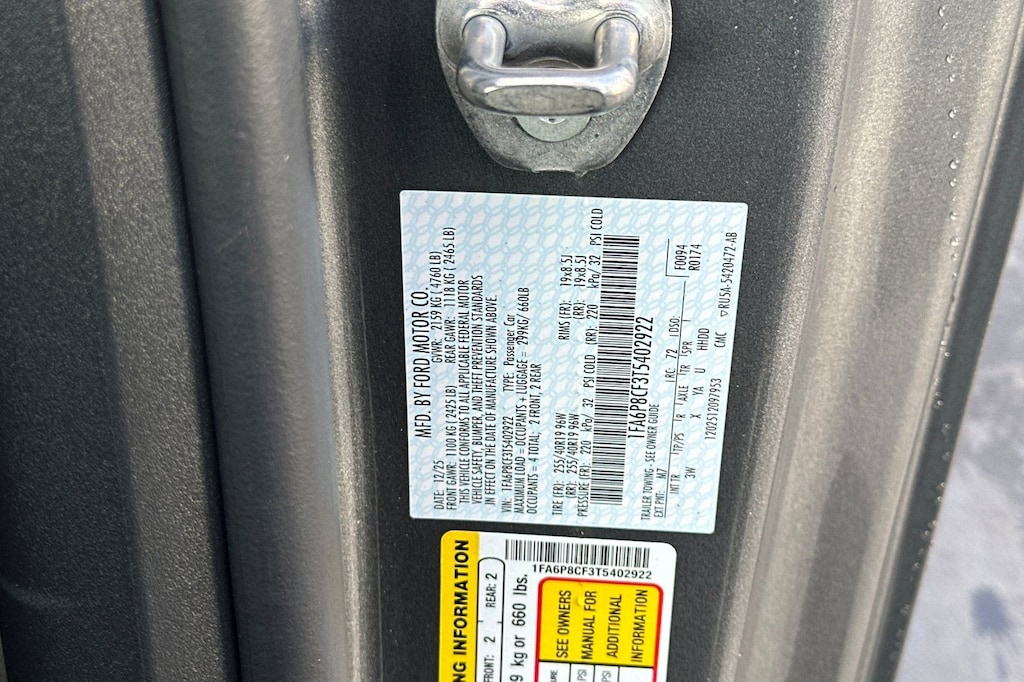 MFD. BY FORD MOTOR CO.
DATE: 12/25 GVWR: 2159 KG ( 4760 LB)
FRONT GAWR: 1100 KG ( 2425 LB) REAR GAWR: 1118 KG ( 2465 LB)
THIS VEHICLE CONFORMS TO ALL APPLICABLE FEDERAL MOTOR
VEHICLE SAFETY, BUMPER, AND THEFT PREVENTION STANDARDS
IN EFFECT ON THE DATE OF MANUFACTURE SHOWN ABOVE.
VIN: 1FA6P8CF3T5402922 TYPE: Passenger Car
MAXIMUM LOAD = OCCUPANTS + LUGGAGE = 299KG/ 660LB
OCCUPANTS = 4 TOTAL: 2 FRONT, 2 REAR
TIRE (FR): 255/40R19 96W RIMS (FR): 19x8.5J
(RR): 255/40R19 96W (RR): 19x8.5J
PRESSURE (FR): 220 kPa/ 32 PSI COLD (RR): 220 kPa/ 32 PSI COLD
1FA6P8CF3T5402922
TRAILER TOWING - SEE OWNER GUIDE
EXT PNT: M7 RC: 72 DSO: F0094
R0174
INT TR TP/PS R AXLE TR SPR
3W X YA U HHDD
1202512097953 CMC ▽RU5A-5420472-AB
1FA6P8CF3T5402922
NG INFORMATION
FRONT: 2 REAR: 2
9 kg or 660 lbs.
SEE OWNERS
MANUAL FOR
ADDITIONAL
INFORMATION
PSI
PSI